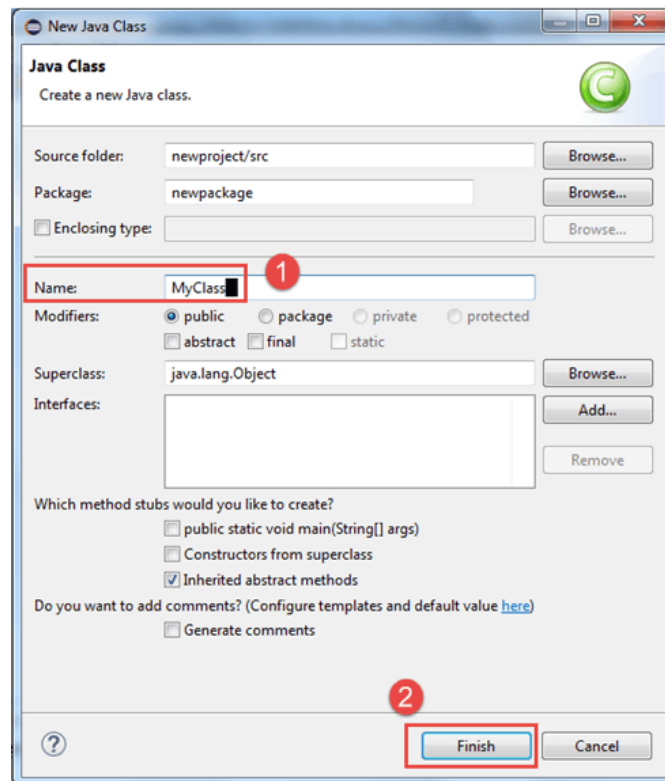 New Java Class
Java Class
Create a new Java class.
Source folder: newproject/src Browse...
Package: newpackage Browse...
Enclosing type: Browse...
1
Name: MyClass
Modifiers: public package private protected
abstract final static
Superclass: java.lang.Object Browse...
Interfaces: Add...
Remove
Which method stubs would you like to create?
public static void main(String[] args)
Constructors from superclass
Inherited abstract methods
Do you want to add comments? (Configure templates and default value here)
Generate comments
2
? Finish Cancel